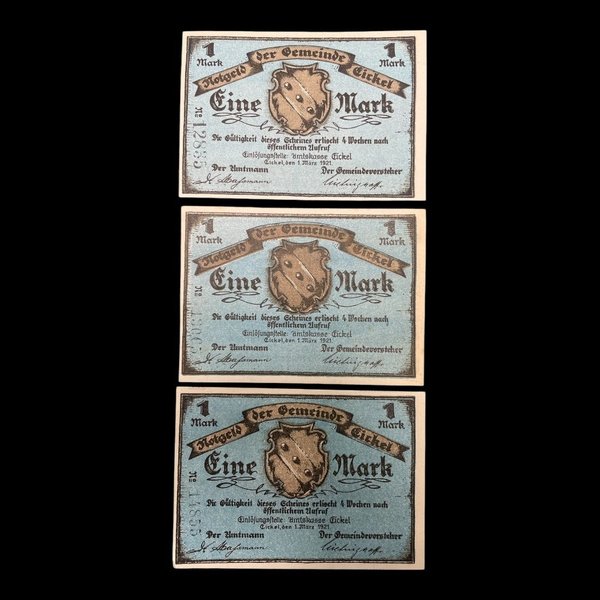 1 Mark 1 Mark
Notgeld der Gemeinde Eickel
Eine Mark
№ 12855
Die Gültigkeit dieses Scheines erlischt 4 Wochen nach
öffentlichem Aufruf
Einlösungsstelle: Amtskasse Eickel
Eickel, den 1. März 1921.
Der Amtmann Der Gemeindevorsteher
1 Mark 1 Mark
Notgeld der Gemeinde Eickel
Eine Mark
№
Die Gültigkeit dieses Scheines erlischt 4 Wochen nach
öffentlichem Aufruf
Einlösungsstelle: Amtskasse Eickel
Eickel, den 1. März 1921.
Der Amtmann Der Gemeindevorsteher
1 Mark 1 Mark
Notgeld der Gemeinde Eickel
Eine Mark
№
Die Gültigkeit dieses Scheines erlischt 4 Wochen nach
öffentlichem Aufruf
Einlösungsstelle: Amtskasse Eickel
Eickel, den 1. März 1921.
Der Amtmann Der Gemeindevorsteher